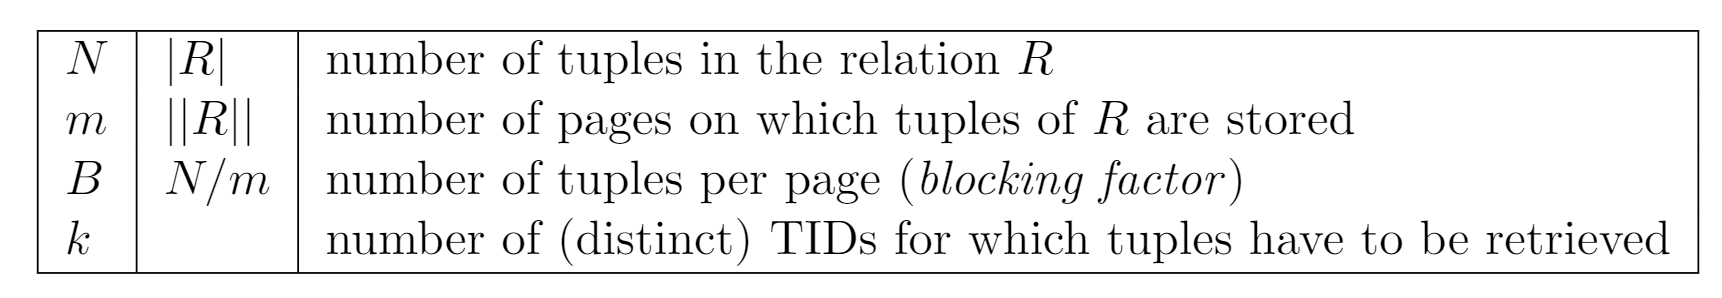 N |R| number of tuples in the relation R
m ||R|| number of pages on which tuples of R are stored
B N/m number of tuples per page (blocking factor)
k number of (distinct) TIDs for which tuples have to be retrieved